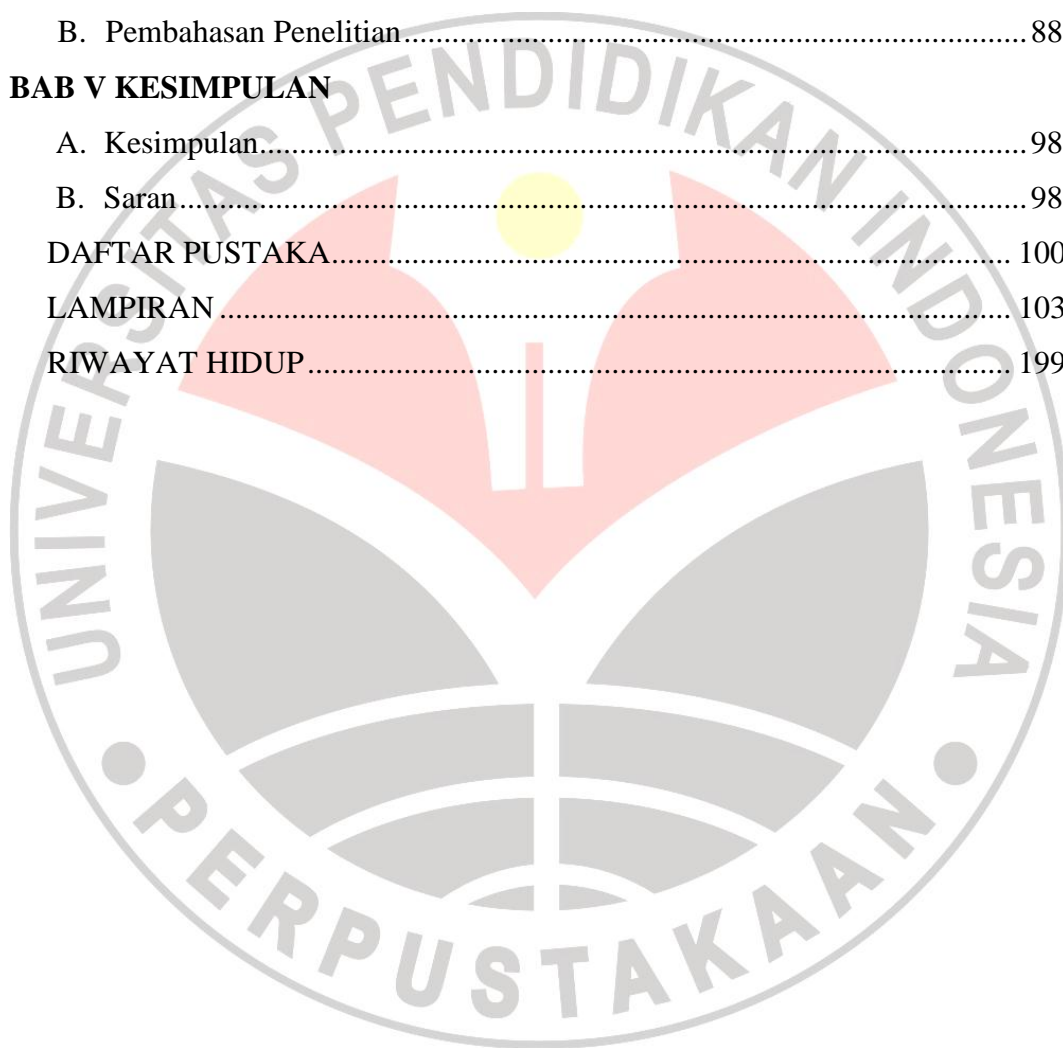 B. Pembahasan Penelitian.......................................................................... 88
BAB V KESIMPULAN
A. Kesimpulan............................................................................................ 98
B. Saran...................................................................................................... 98
DAFTAR PUSTAKA.................................................................................. 100
LAMPIRAN ................................................................................................ 103
RIWAYAT HIDUP ..................................................................................... 199
UNIVERSITAS PENDIDIKAN INDONESIA
PERPUSTAKAAN